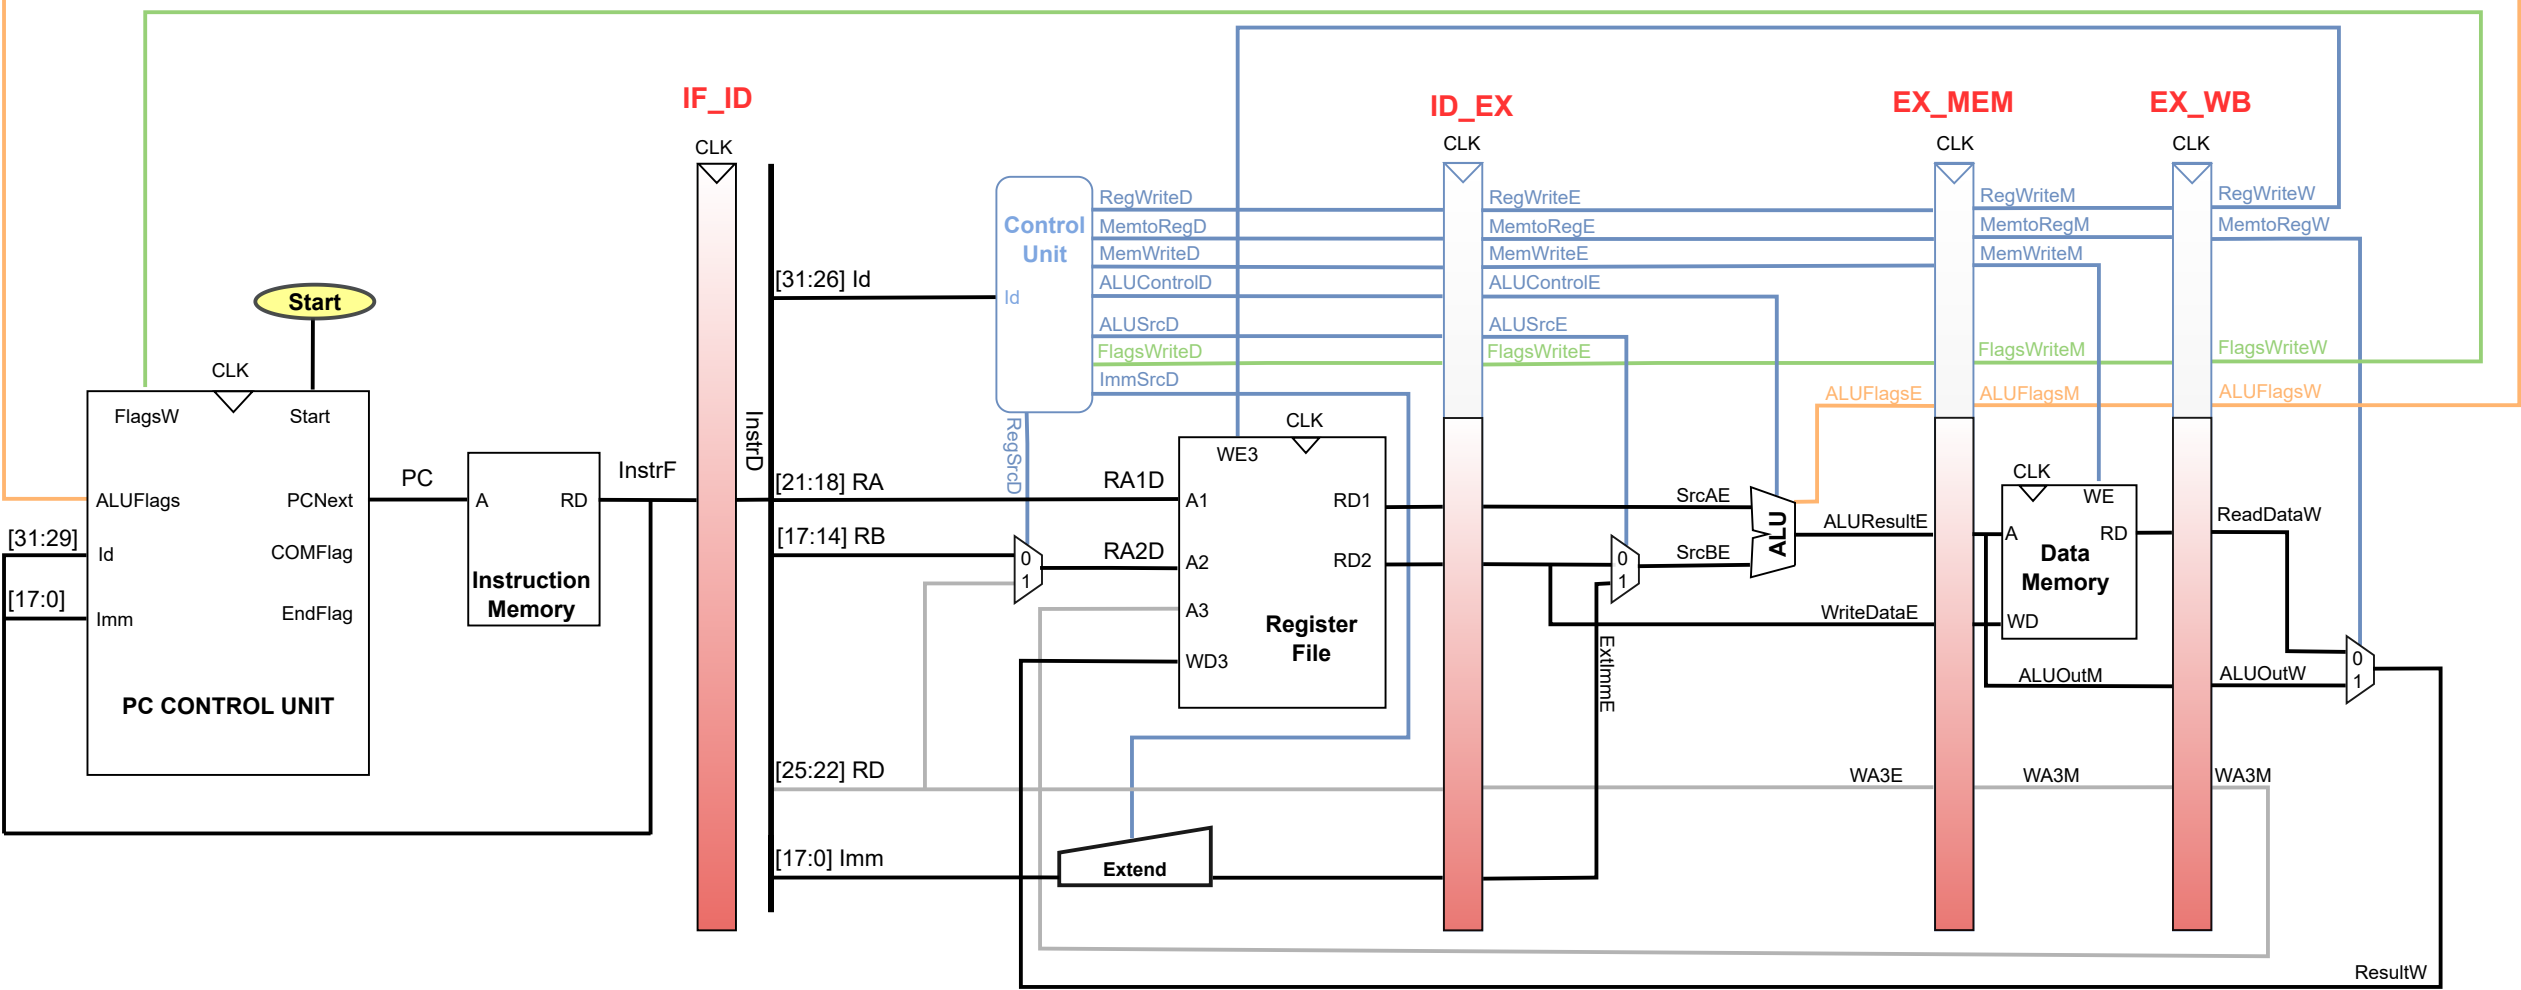 IF_ID
ID_EX
EX_MEM
EX_WB
CLK
CLK
CLK
CLK
Start
CLK
FlagsW
Start
ALUFlags
PCNext
[31:29]
Id
COMFlag
[17:0]
Imm
EndFlag
PC CONTROL UNIT
PC
A
RD
Instruction
Memory
InstrF
InstrD
[31:26] Id
[21:18] RA
[17:14] RB
[25:22] RD
[17:0] Imm
Control
Unit
Id
RegWriteD
MemtoRegD
MemWriteD
ALUControlD
ALUSrcD
FlagsWriteD
ImmSrcD
RegSrcD
0
1
RA1D
RA2D
CLK
WE3
A1
RD1
A2
RD2
A3
WD3
Register
File
Extend
RegWriteE
MemtoRegE
MemWriteE
ALUControlE
ALUSrcE
FlagsWriteE
ExtImmE
0
1
SrcAE
SrcBE
ALU
ALUFlagsE
ALUResultE
WriteDataE
WA3E
RegWriteM
MemtoRegM
MemWriteM
FlagsWriteM
ALUFlagsM
CLK
WE
A
RD
Data
Memory
WD
ALUOutM
WA3M
RegWriteW
MemtoRegW
FlagsWriteW
ALUFlagsW
ReadDataW
ALUOutW
0
1
WA3M
ResultW